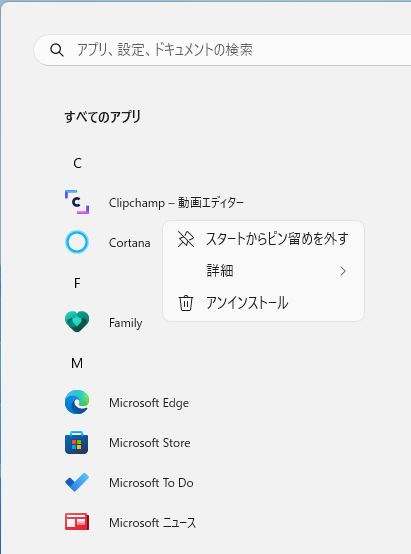 アプリ、設定、ドキュメントの検索
すべてのアプリ
C
Clipchamp – 動画エディター
Cortana
スタートからピン留めを外す
詳細
アンインストール
F
Family
M
Microsoft Edge
Microsoft Store
Microsoft To Do
Microsoft ニュース